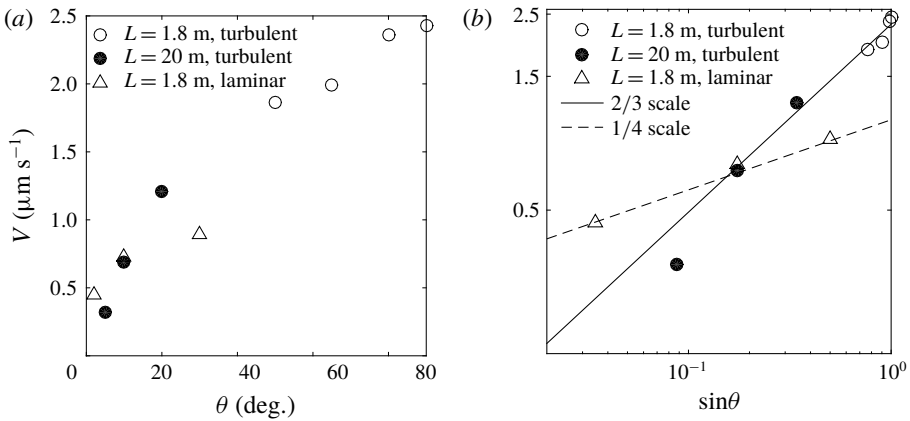 (a)
2.5
2.0
1.5
1.0
0.5
0
20
40
60
80
V (μm s−1)
θ (deg.)
L = 1.8 m, turbulent
L = 20 m, turbulent
L = 1.8 m, laminar
(b)
2.5
1.5
0.5
10−1
100
sinθ
L = 1.8 m, turbulent
L = 20 m, turbulent
L = 1.8 m, laminar
2/3 scale
1/4 scale